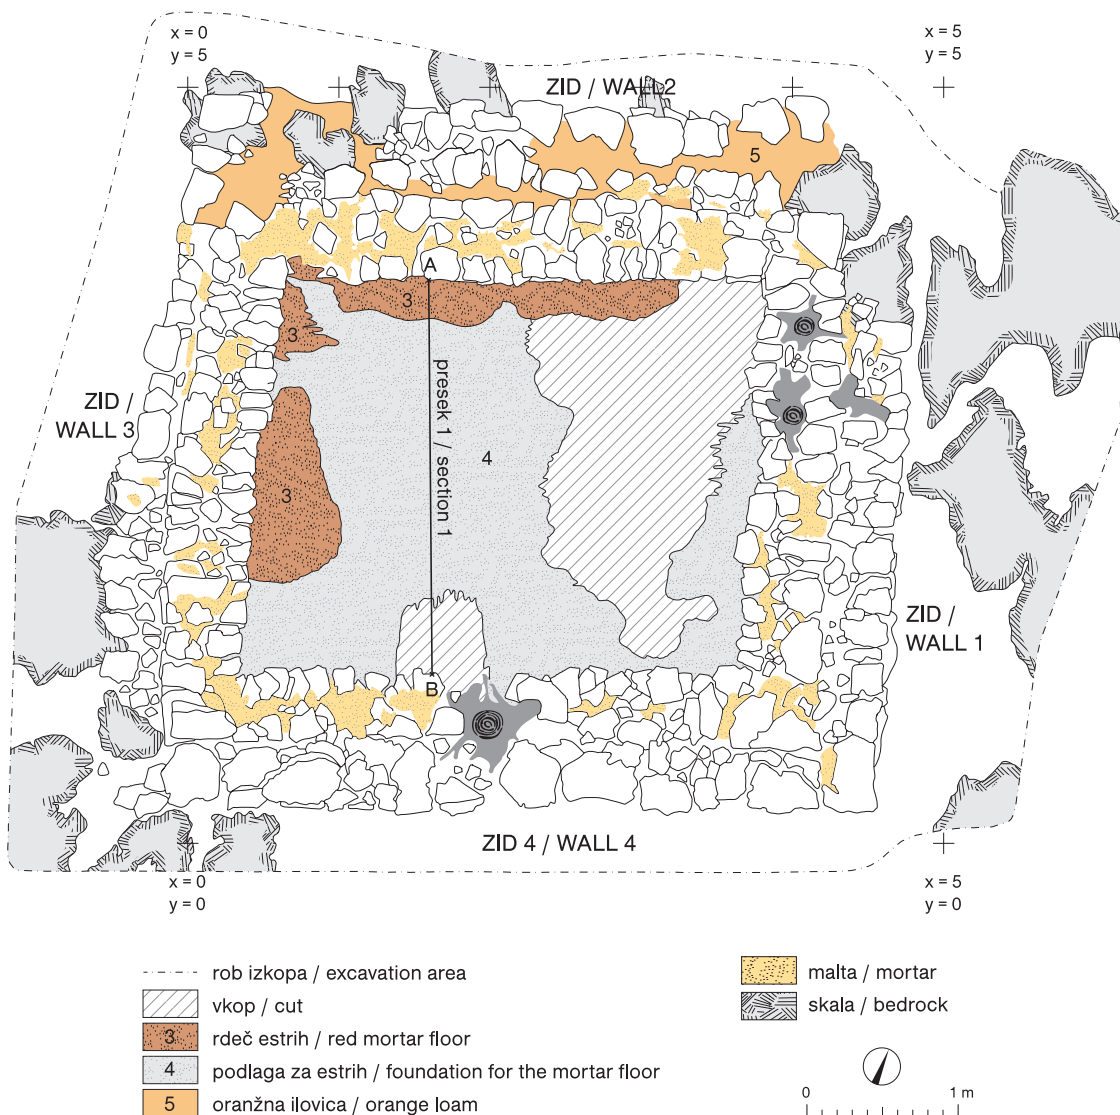 x = 0
y = 5
x = 5
y = 5
ZID / WALL2
5
A
3
3
ZID /
WALL 3
presek 1 / section 1
4
3
ZID /
WALL 1
B
ZID 4 / WALL 4
x = 0
y = 0
x = 5
y = 0
rob izkopa / excavation area
vkop / cut
3 rdeč estrih / red mortar floor
4 podlaga za estrih / foundation for the mortar floor
5 oranžna ilovica / orange loam
malta / mortar
skala / bedrock
0 1 m